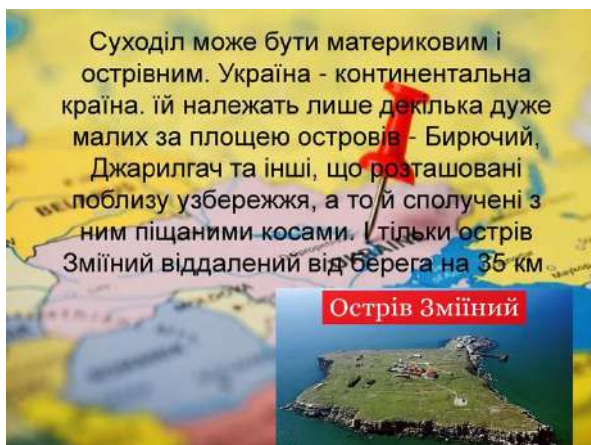 Суходіл може бути материковим і
острівним. Україна - континентальна
країна. їй належать лише декілька дуже
малих за площею островів - Бирючий,
Джарилгач та інші, що розташовані
поблизу узбережжя, а то й сполучені з
ним піщаними косами. І тільки острів
Зміїний віддалений від берега на 35 км
Острів Зміїний